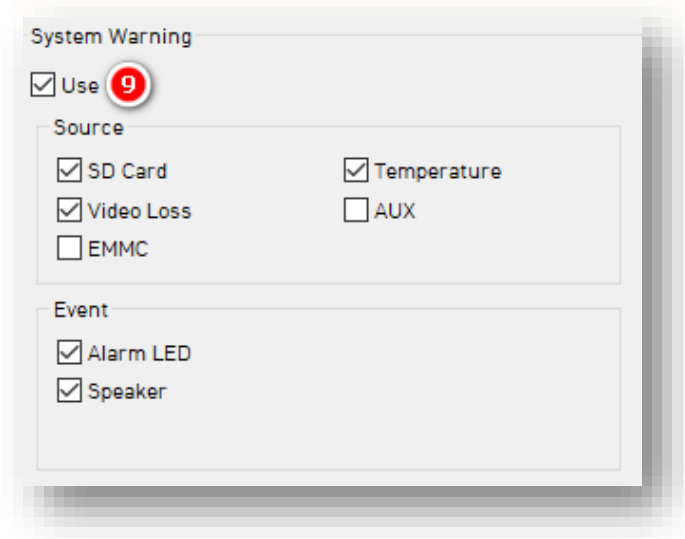 System Warning
Use 9
Source
SD Card Temperature
Video Loss AUX
EMMC
Event
Alarm LED
Speaker